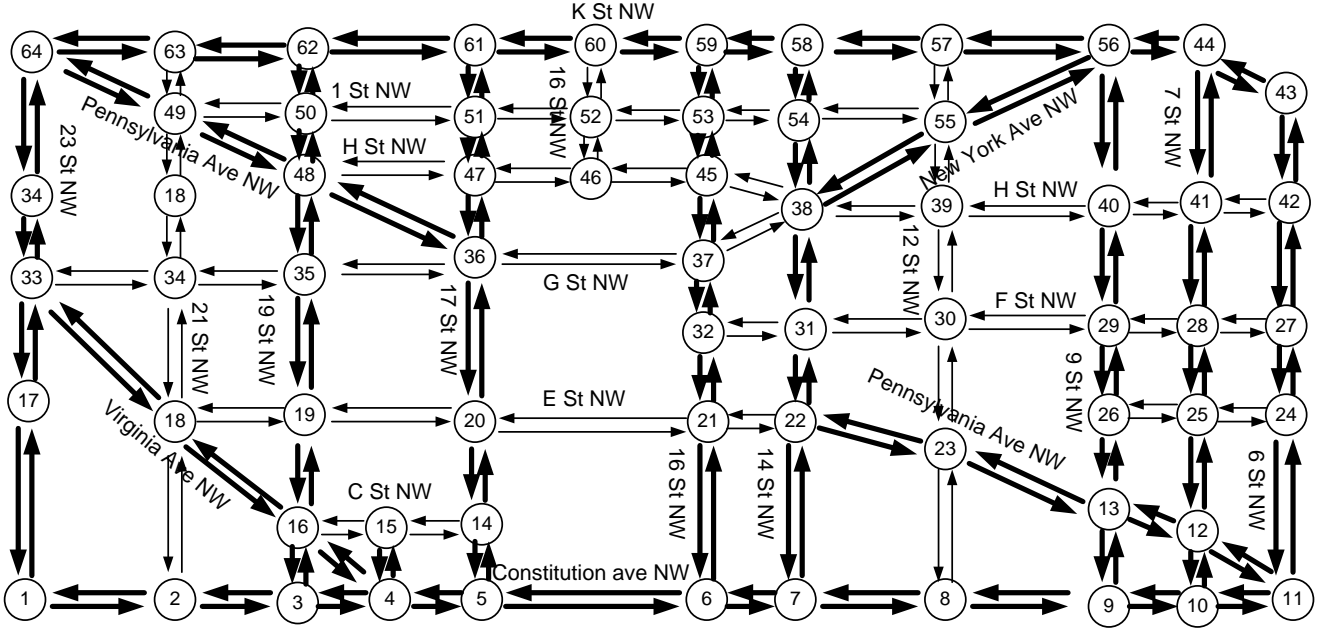 K St NW
64 63 62 61 60 59 58 57 56 44
43
1 St NW
16 St NW
7 St NW
49 50 51 52 53 54 55
Pennsylvania Ave NW
New York Ave NW
23 St NW
H St NW
48 47 46 45
34 18 38 39 40 41 42
H St NW
12 St NW
33 34 35 36 37
G St NW
21 St NW
19 St NW
17 St NW
F St NW
32 31 30 29 28 27
9 St NW
Pennsylvania Ave NW
17
E St NW
18 19 20 21 22 26 25 24
Virginia Ave NW
23
16 St NW
14 St NW
6 St NW
C St NW
16 15 14 13 12
Constitution ave NW
1 2 3 4 5 6 7 8 9 10 11